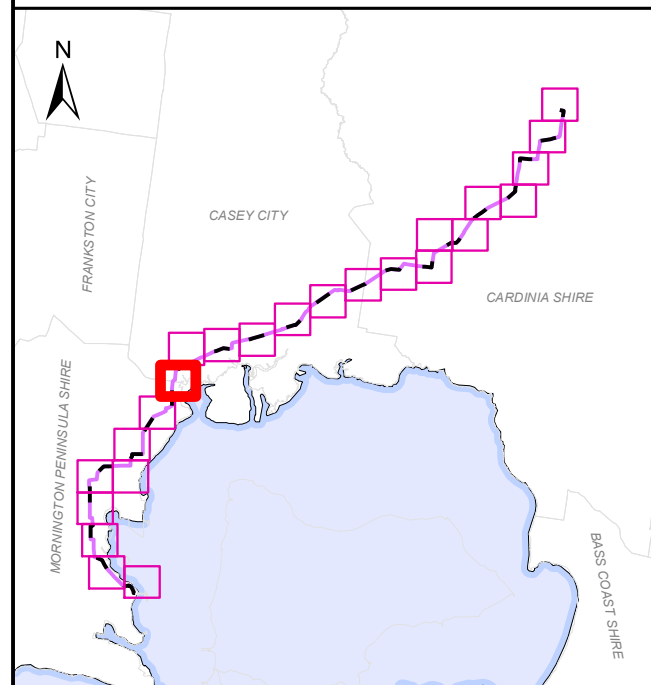 N
FRANKSTON CITY
CASEY CITY
CARDINIA SHIRE
MORNINGTON PENINSULA SHIRE
BASS COAST SHIRE